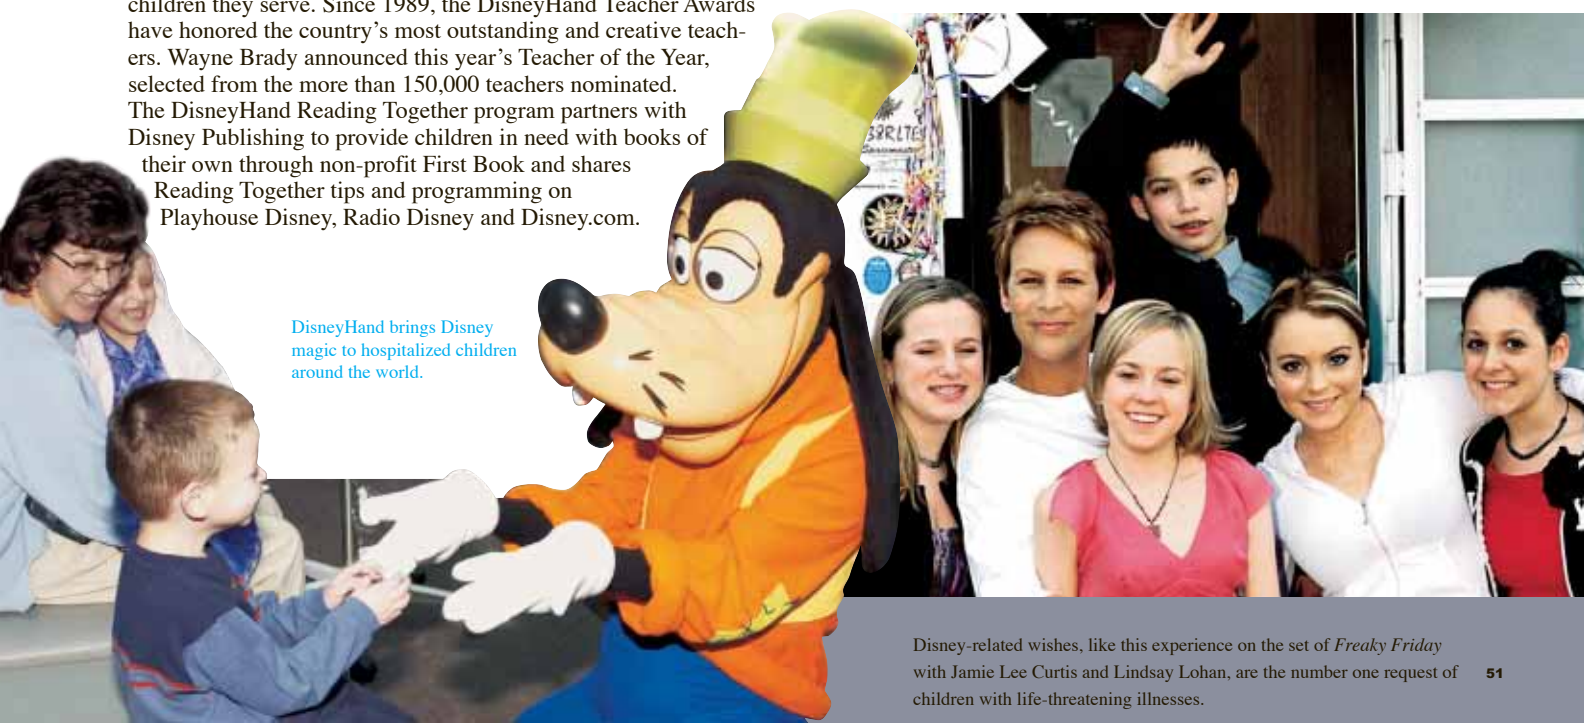 children they serve. Since 1989, the DisneyHand Teacher Awards
have honored the country's most outstanding and creative teach-
ers. Wayne Brady announced this year's Teacher of the Year,
selected from the more than 150,000 teachers nominated.
The DisneyHand Reading Together program partners with
Disney Publishing to provide children in need with books of
their own through non-profit First Book and shares
Reading Together tips and programming on
Playhouse Disney, Radio Disney and Disney.com.
DisneyHand brings Disney
magic to hospitalized children
around the world.
Disney-related wishes, like this experience on the set of Freaky Friday
with Jamie Lee Curtis and Lindsay Lohan, are the number one request of
children with life-threatening illnesses.
51